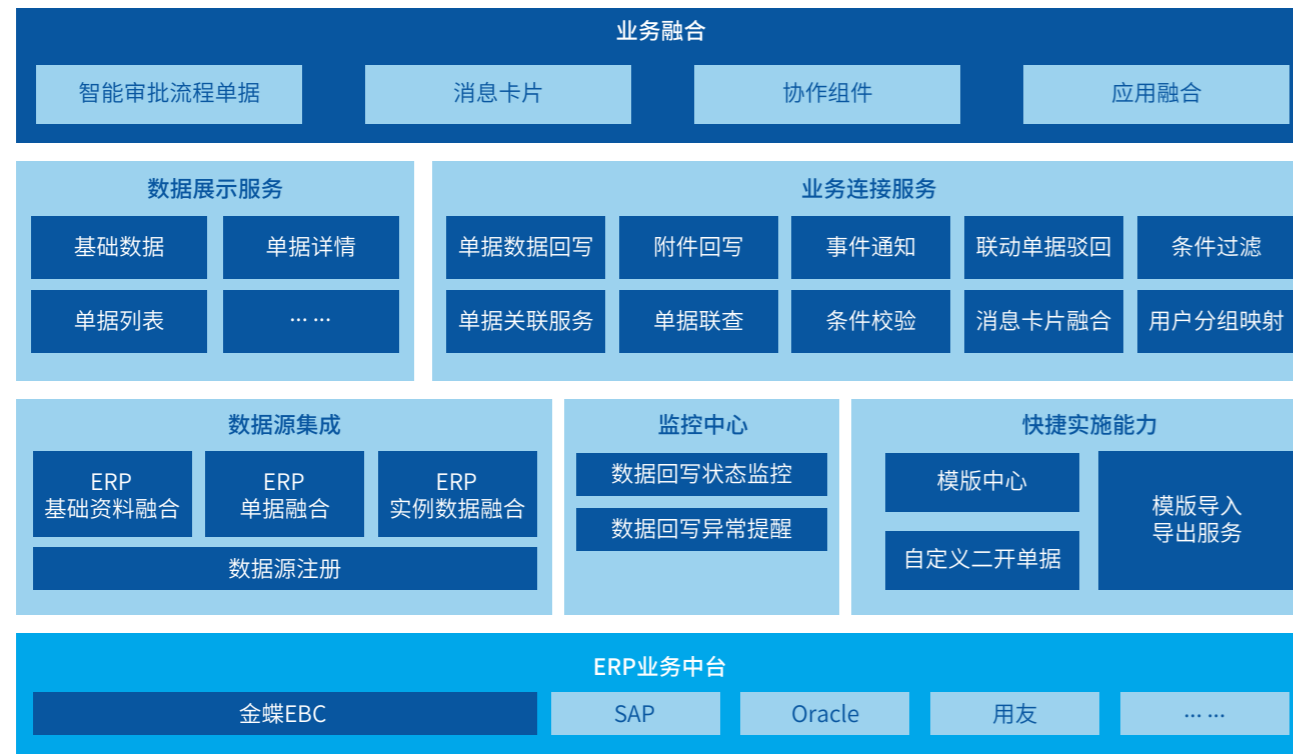 业务融合
智能审批流程单据
消息卡片
协作组件
应用融合
数据展示服务
基础数据
单据详情
单据列表
... ...
业务连接服务
单据数据回写
附件回写
事件通知
联动单据驳回
条件过滤
单据关联服务
单据联查
条件校验
消息卡片融合
用户分组映射
数据源集成
ERP
基础资料融合
ERP
单据融合
ERP
实例数据融合
数据源注册
监控中心
数据回写状态监控
数据回写异常提醒
快捷实施能力
模版中心
自定义二开单据
模版导入
导出服务
ERP业务中台
金蝶EBC
SAP
Oracle
用友
... ...